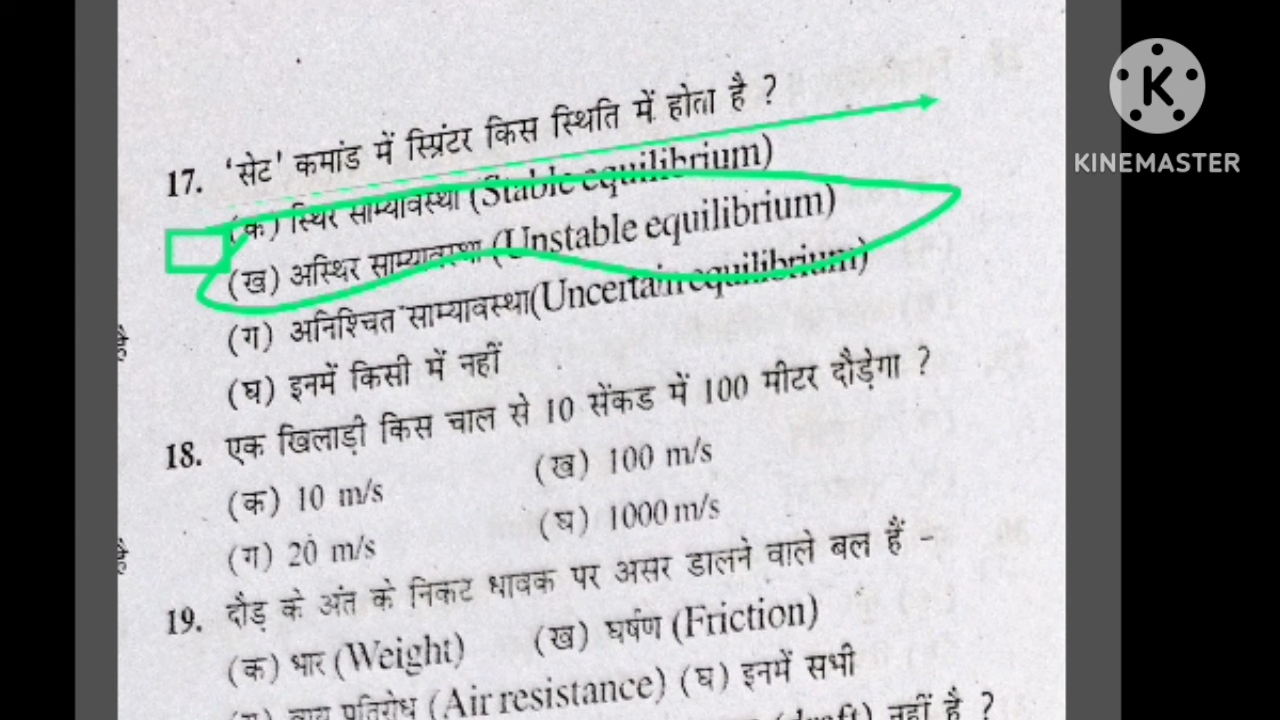 K
KINEMASTER
17. 'सेट' कमांड में स्प्रिंटर किस स्थिति में होता है ?
(क) स्थिर साम्यावस्था (Stable equilibrium)
(ख) अस्थिर साम्यावस्था (Unstable equilibrium)
(ग) अनिश्चित साम्यावस्था(Uncertain equilibrium)
(घ) इनमें किसी में नहीं
18. एक खिलाड़ी किस चाल से 10 सेंकड में 100 मीटर दौड़ेगा ?
(क) 10 m/s (ख) 100 m/s
(ग) 20 m/s (घ) 1000 m/s
19. दौड़ के अंत के निकट धावक पर असर डालने वाले बल हैं -
(क) भार (Weight) (ख) घर्षण (Friction)
(ग) वायु प्रतिरोध (Air resistance) (घ) इनमें सभी
(draft) नहीं है ?
है
है